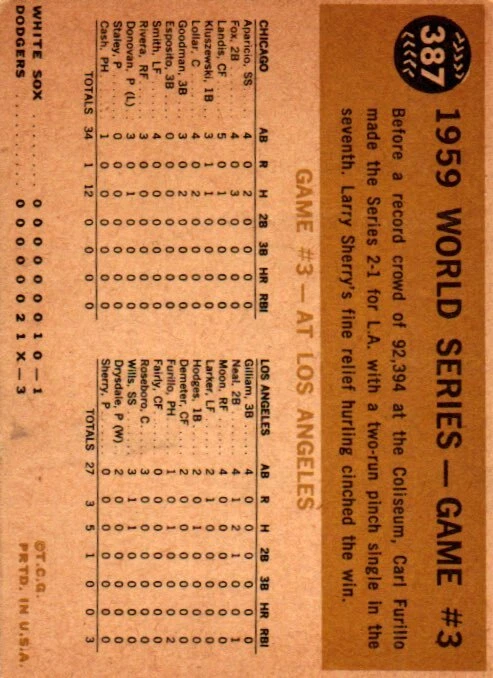 387
1959 WORLD SERIES — GAME #3
Before a record crowd of 92,394 at the Coliseum, Carl Furillo
made the Series 2-1 for L.A. with a two-run pinch single in the
seventh. Larry Sherry's fine relief hurling cinched the win.
GAME #3 — AT LOS ANGELES
CHICAGO AB R H 2B 3B HR RBI
Aparicio, SS 4 0 2 0 0 0 0
Fox, 2B 4 0 3 0 0 0 0
Landis, CF 5 0 1 0 0 0 0
Kluszewski, 1B 3 1 1 0 0 0 0
Lollar, C 4 0 2 0 0 0 0
Goodman, 3B 3 0 2 0 0 0 0
Esposito, 3B 0 0 0 0 0 0 0
Smith, LF 4 0 0 0 0 0 0
Rivera, RF 3 0 0 0 0 0 0
Donovan, P (L) 3 0 1 0 0 0 0
Staley, P 0 0 0 0 0 0 0
Cash, PH 1 0 0 0 0 0 0
TOTALS 34 1 12 0 0 0 0
LOS ANGELES AB R H 2B 3B HR RBI
Gilliam, 3B 4 0 0 0 0 0 0
Neal, 2B 4 1 2 1 0 0 1
Moon, RF 4 0 0 0 0 0 0
Larker, LF 2 1 0 0 0 0 0
Hodges, 1B 2 0 1 0 0 0 0
Demeter, CF 2 0 0 0 0 0 0
Furillo, PH 1 0 1 0 0 0 2
Fairly, CF 0 0 0 0 0 0 0
Roseboro, C 3 0 0 0 0 0 0
Wills, SS 3 1 1 0 0 0 0
Drysdale, P (W) 2 0 0 0 0 0 0
Sherry, P 0 0 0 0 0 0 0
TOTALS 27 3 5 1 0 0 3
WHITE SOX 0 0 0 0 0 0 0 1 0 — 1
DODGERS 0 0 0 0 0 0 2 1 X — 3
©T.C.G.
PRTD. IN U.S.A.